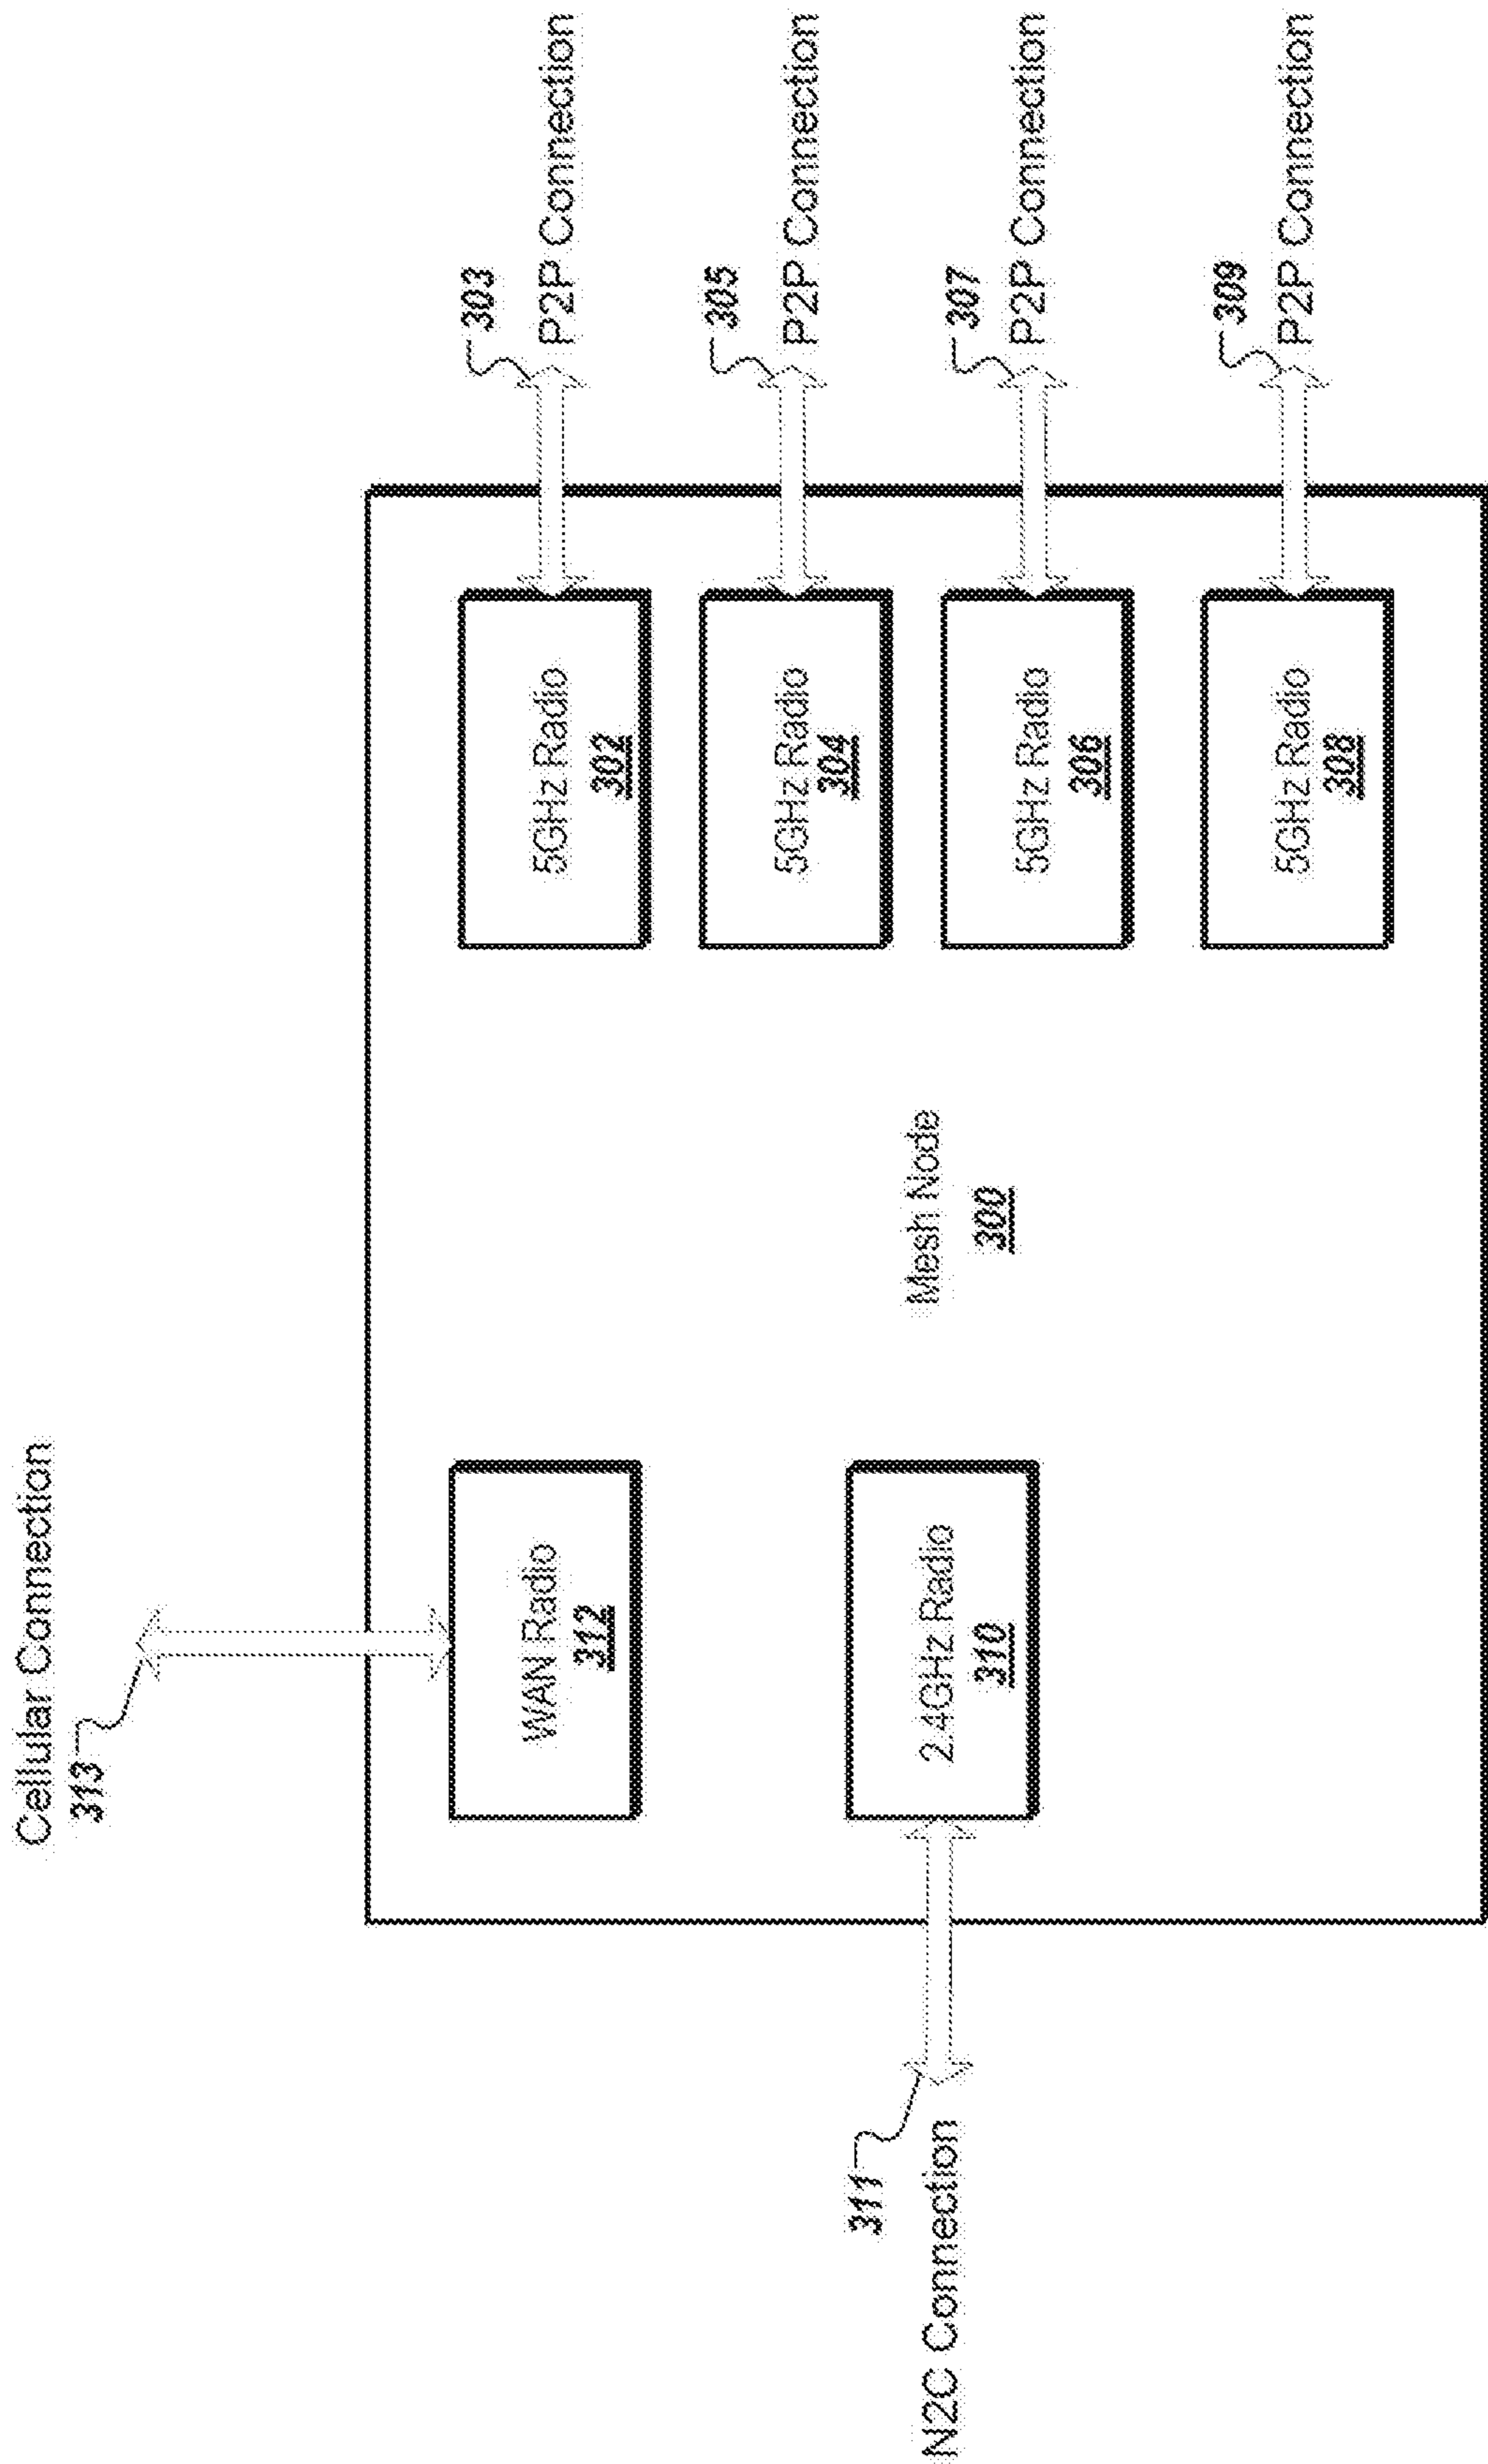 Cellular Connection
313
WAN Radio
312
5GHz Radio
302
303
P2P Connection
5GHz Radio
304
305
P2P Connection
311
N2C Connection
2.4GHz Radio
310
Mesh Node
300
5GHz Radio
306
307
P2P Connection
5GHz Radio
308
309
P2P Connection